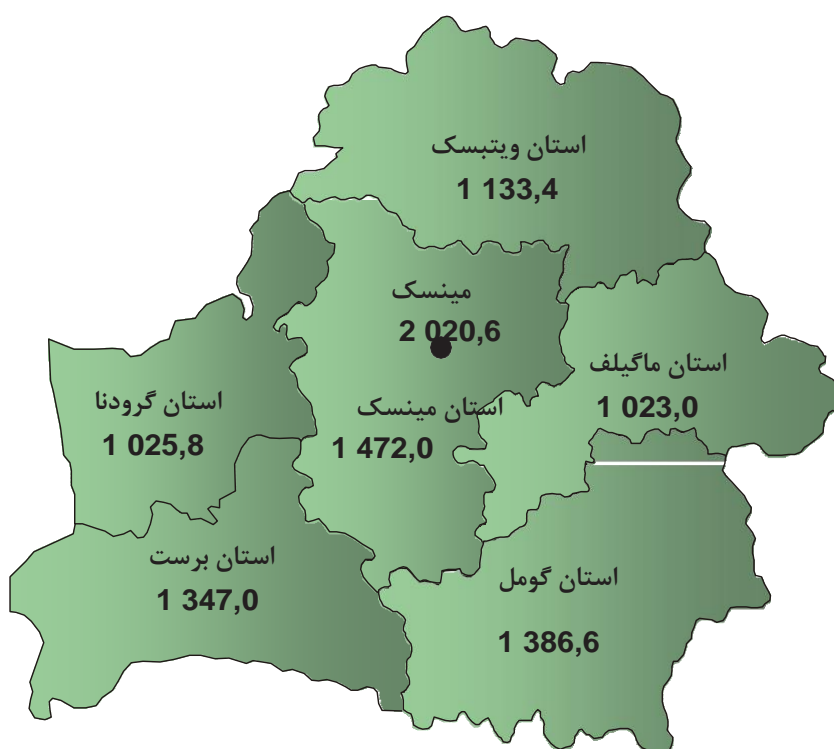 استان ویتبسک
1 133,4
مینسک
2 020,6
استان ماگیلف
1 023,0
استان گرودنا
1 025,8
استان مینسک
1 472,0
استان برست
1 347,0
استان گومل
1 386,6